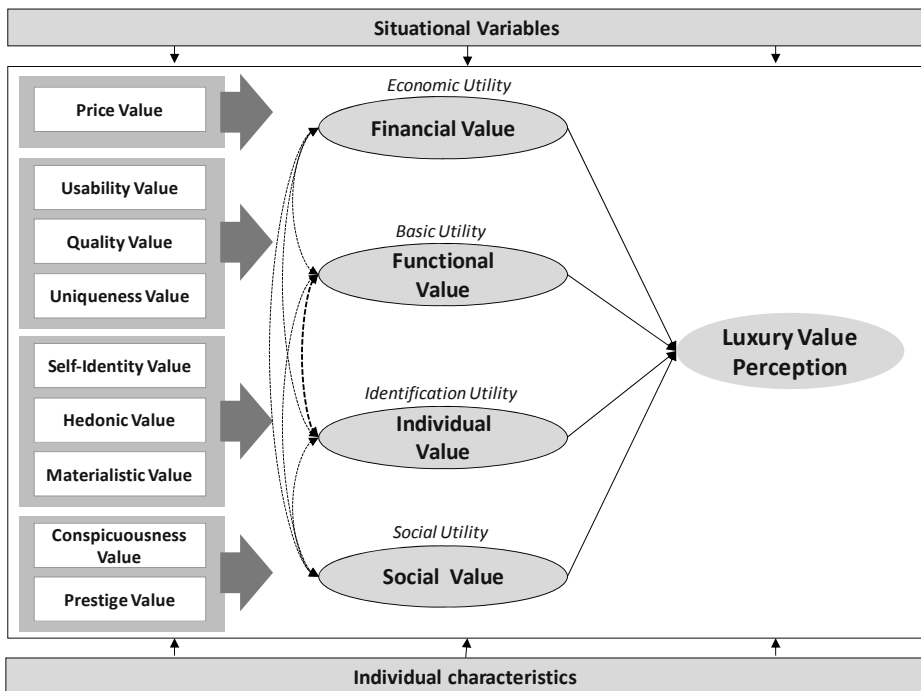 Situational Variables
Price Value
Usability Value
Quality Value
Uniqueness Value
Self-Identity Value
Hedonic Value
Materialistic Value
Conspicuousness
Value
Prestige Value
Economic Utility
Financial Value
Basic Utility
Functional
Value
Identification Utility
Individual
Value
Social Utility
Social Value
Luxury Value
Perception
Individual characteristics